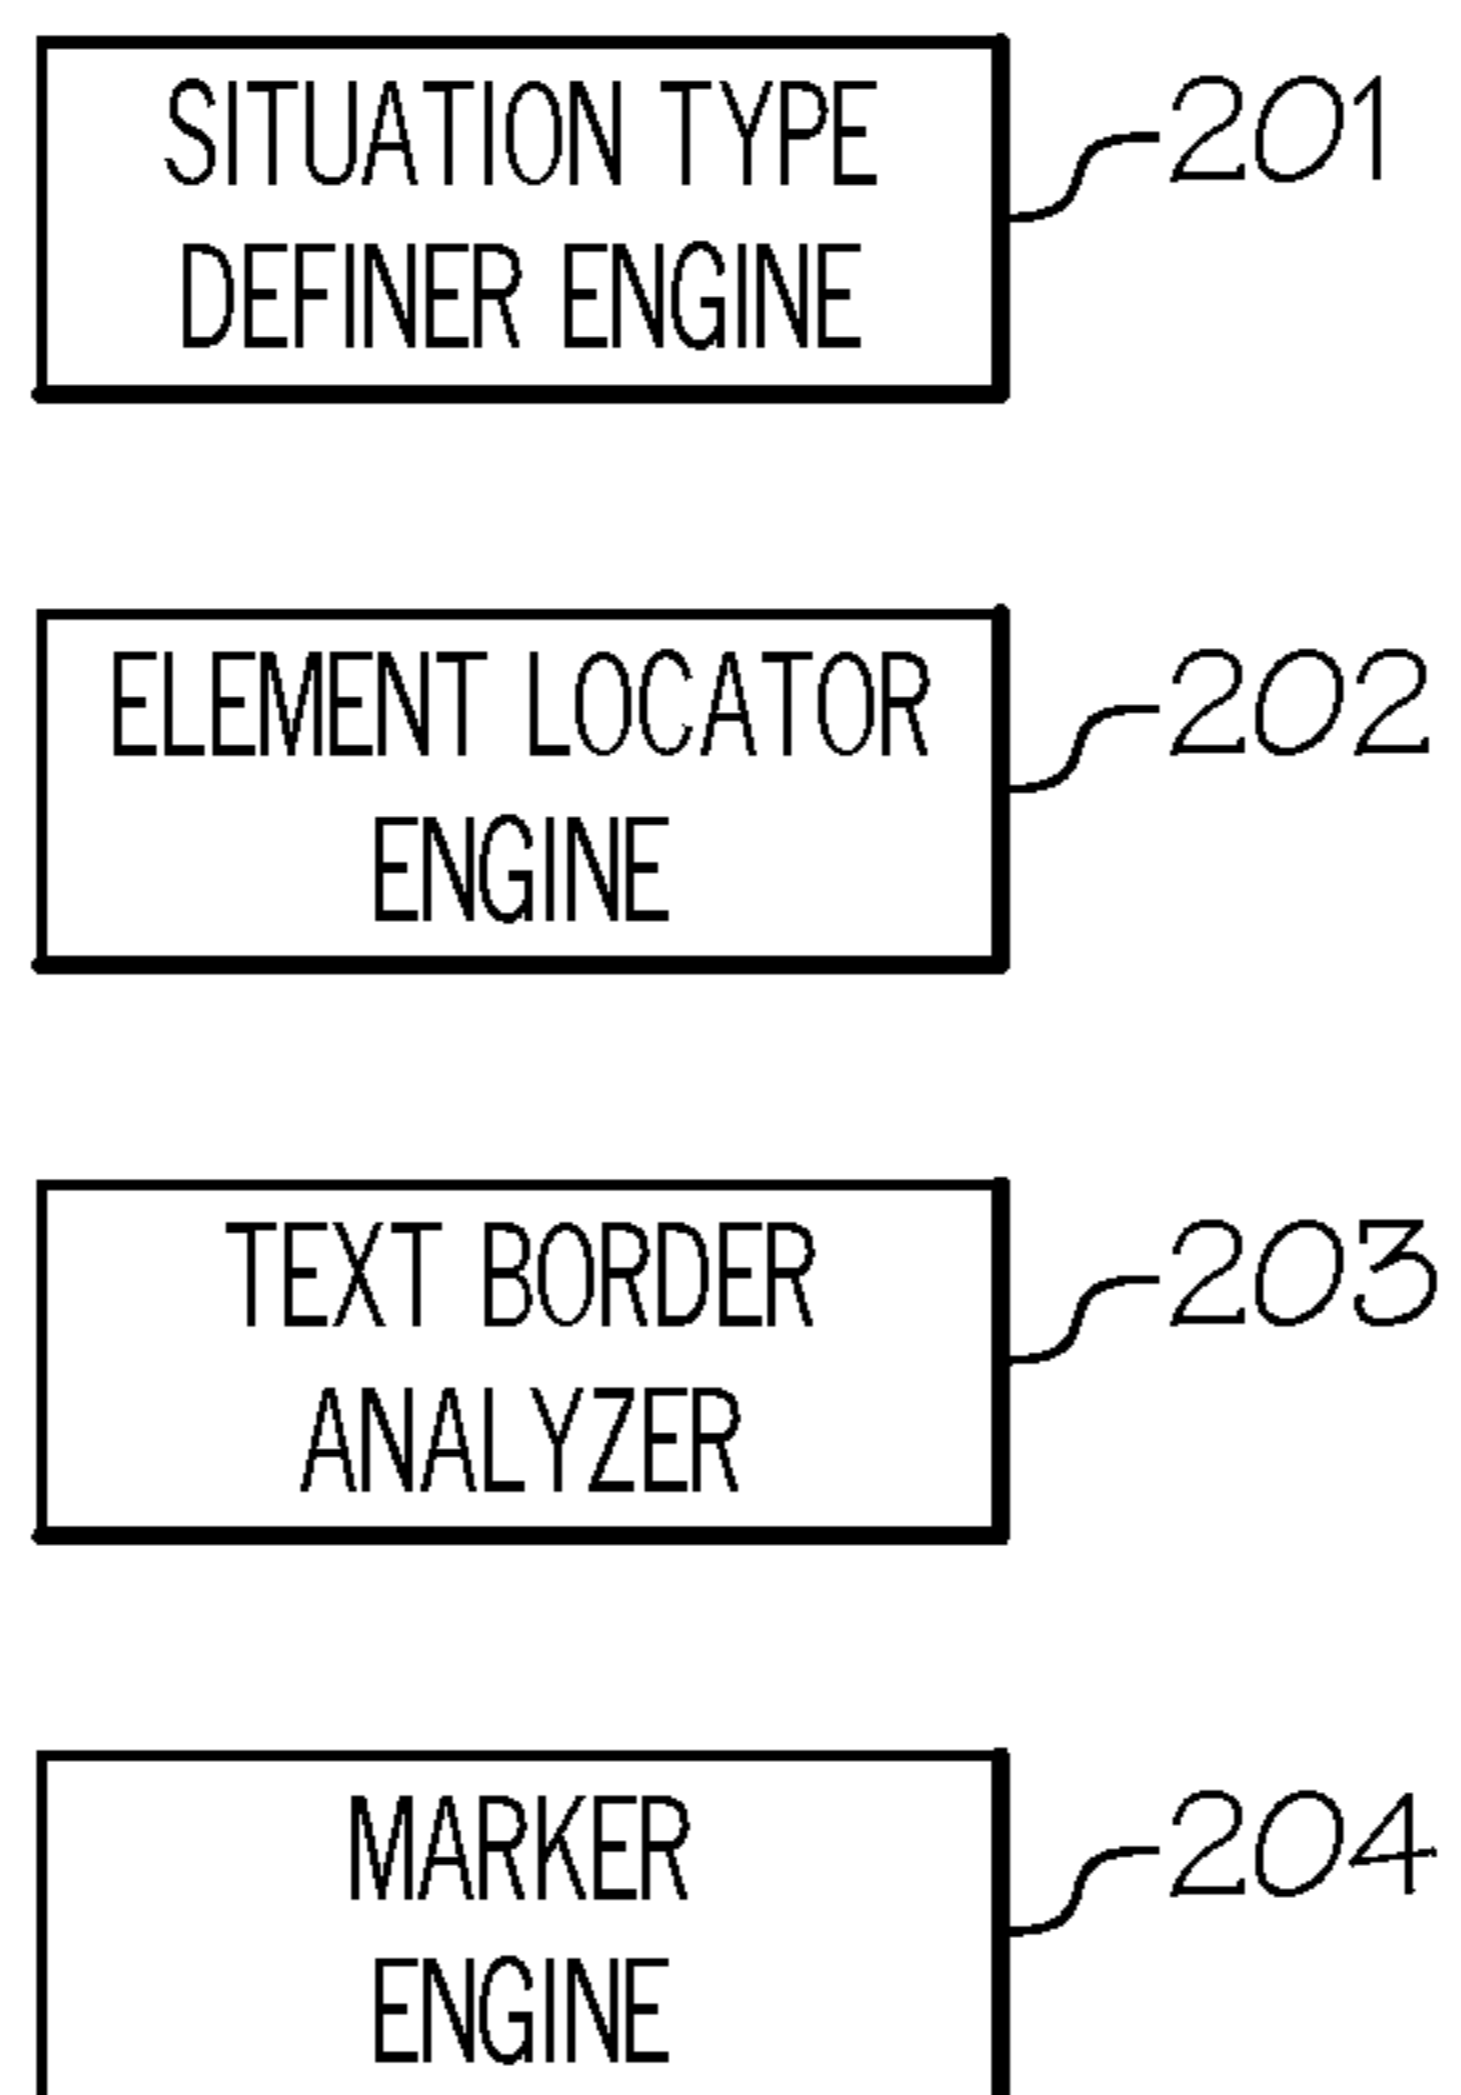 SITUATION TYPE
DEFINER ENGINE
201
ELEMENT LOCATOR
ENGINE
202
TEXT BORDER
ANALYZER
203
MARKER
ENGINE
204